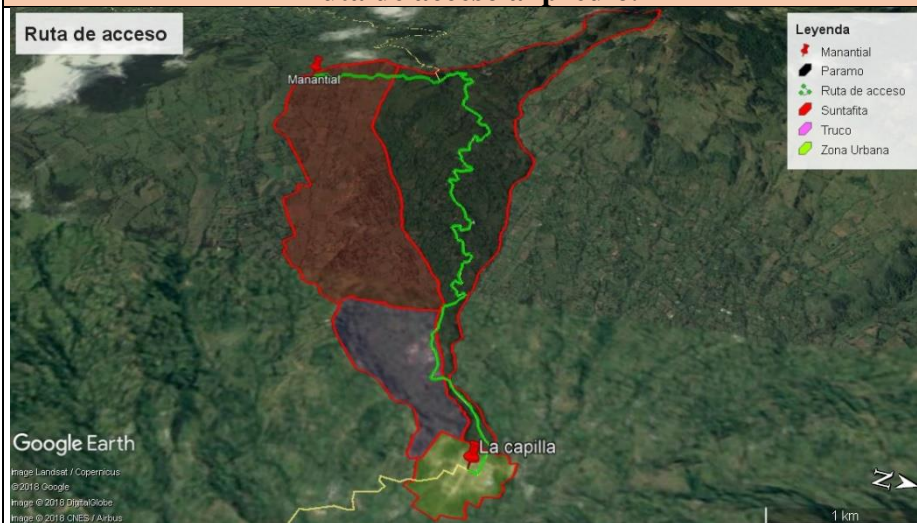 Ruta de acceso
Leyenda
Manantial
Paramo
Ruta de acceso
Suntafita
Truco
Zona Urbana
Manantial
La capilla
Google Earth
Image Landsat / Copernicus
© 2018 Google
Image © 2018 DigitalGlobe
Image © 2018 CNES / Airbus
N
1 km